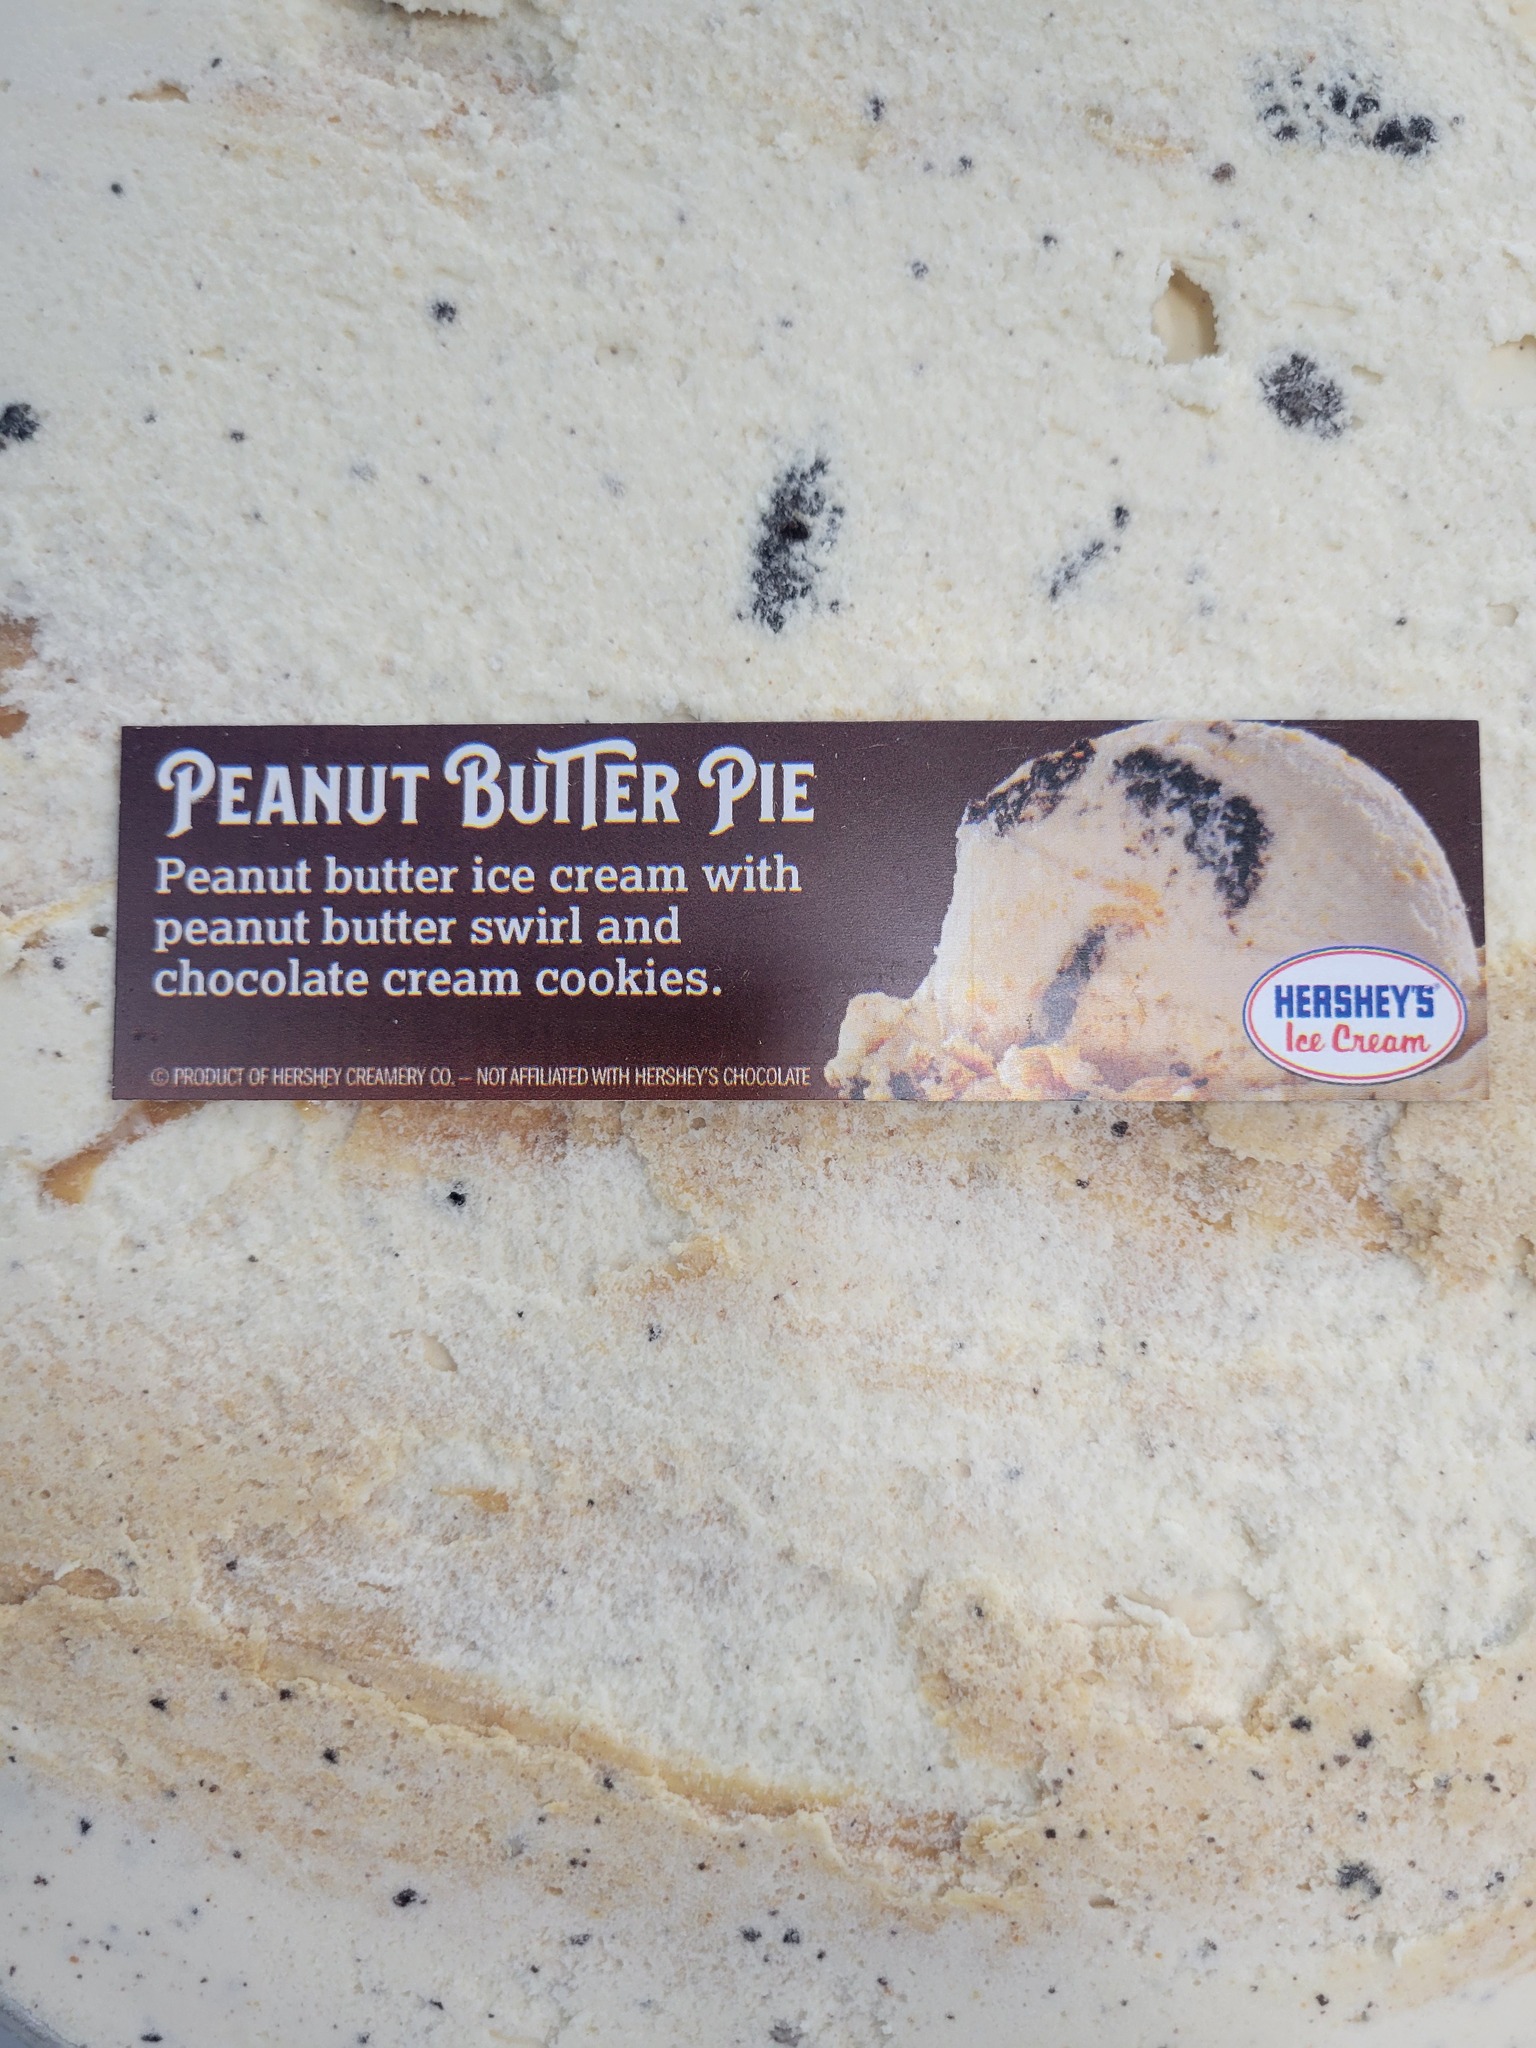 PEANUT BUTTER PIE
Peanut butter ice cream with
peanut butter swirl and
chocolate cream cookies.
© PRODUCT OF HERSHEY CREAMERY CO. – NOT AFFILIATED WITH HERSHEY'S CHOCOLATE
HERSHEY'S®
Ice Cream